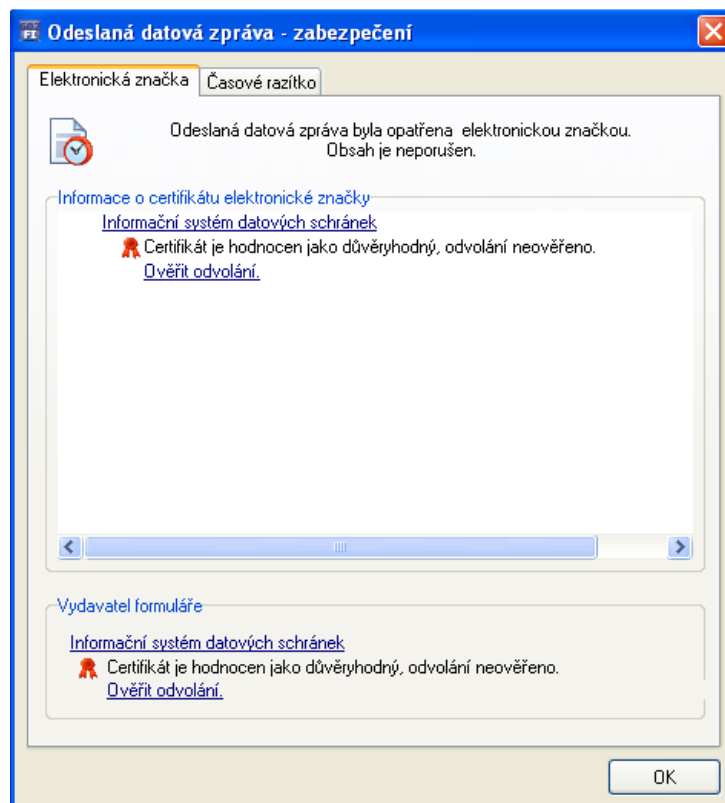 Odeslaná datová zpráva - zabezpečení
Elektronická značka
Časové razítko
Odeslaná datová zpráva byla opatřena elektronickou značkou.
Obsah je neporušen.
Informace o certifikátu elektronické značky
Informační systém datových schránek
Certifikát je hodnocen jako důvěryhodný, odvolání neověřeno.
Ověřit odvolání.
Vydavatel formuláře
Informační systém datových schránek
Certifikát je hodnocen jako důvěryhodný, odvolání neověřeno.
Ověřit odvolání.
OK